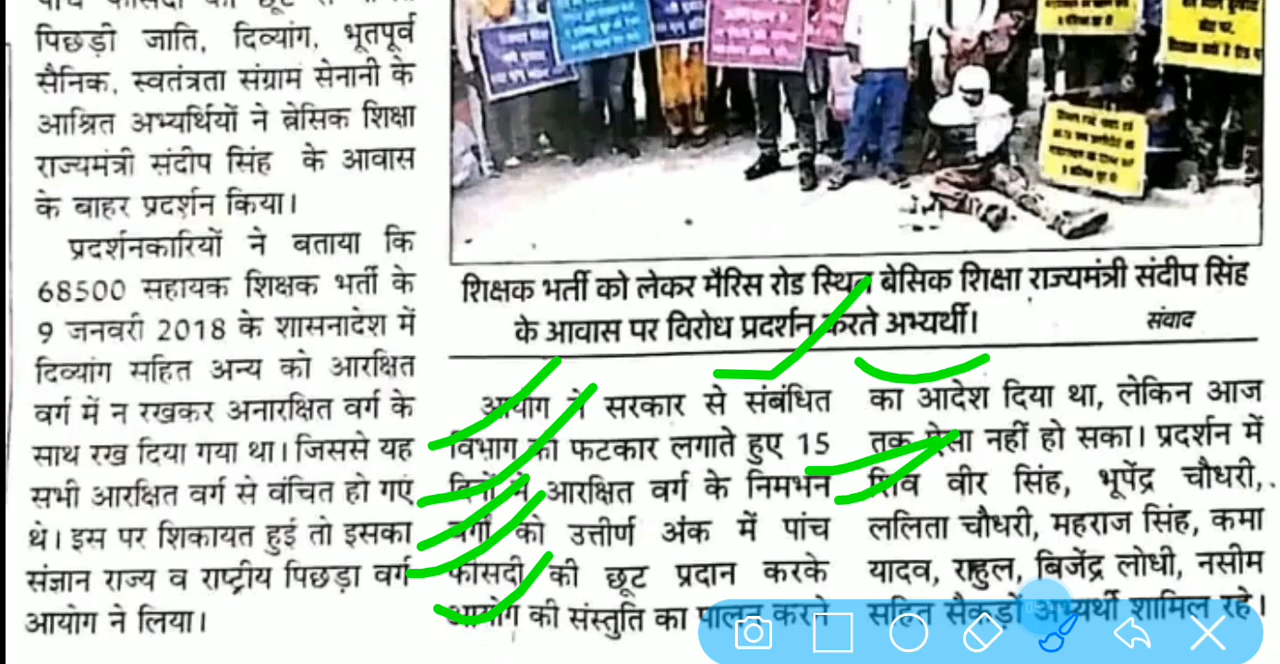 पिछड़ी जाति, दिव्यांग, भूतपूर्व
सैनिक, स्वतंत्रता संग्राम सेनानी के
आश्रित अभ्यर्थियों ने बेसिक शिक्षा
राज्यमंत्री संदीप सिंह के आवास
के बाहर प्रदर्शन किया।
प्रदर्शनकारियों ने बताया कि
68500 सहायक शिक्षक भर्ती के
9 जनवरी 2018 के शासनादेश में
दिव्यांग सहित अन्य को आरक्षित
वर्ग में न रखकर अनारक्षित वर्ग के
साथ रख दिया गया था। जिससे यह
सभी आरक्षित वर्ग से वंचित हो गएं
थे। इस पर शिकायत हुई तो इसका
संज्ञान राज्य व राष्ट्रीय पिछड़ा वर्ग
आयोग ने लिया।
शिक्षक भर्ती को लेकर मैरिस रोड स्थित बेसिक शिक्षा राज्यमंत्री संदीप सिंह
के आवास पर विरोध प्रदर्शन करते अभ्यर्थी। संवाद
आयोग ने सरकार से संबंधित
विभाग को फटकार लगाते हुए 15
दिनों में आरक्षित वर्ग के निमभन
वर्गो को उत्तीर्ण अंक में पांच
फीसदी की छूट प्रदान करके
आयोग की संस्तुति का पालन करने
का आदेश दिया था, लेकिन आज
तक ऐसा नहीं हो सका। प्रदर्शन में
शिव वीर सिंह, भूपेंद्र चौधरी,
ललिता चौधरी, महराज सिंह, कमा
यादव, राहुल, बिजेंद्र लोधी, नसीम
सहित सैकड़ों अभ्यर्थी शामिल रहे।